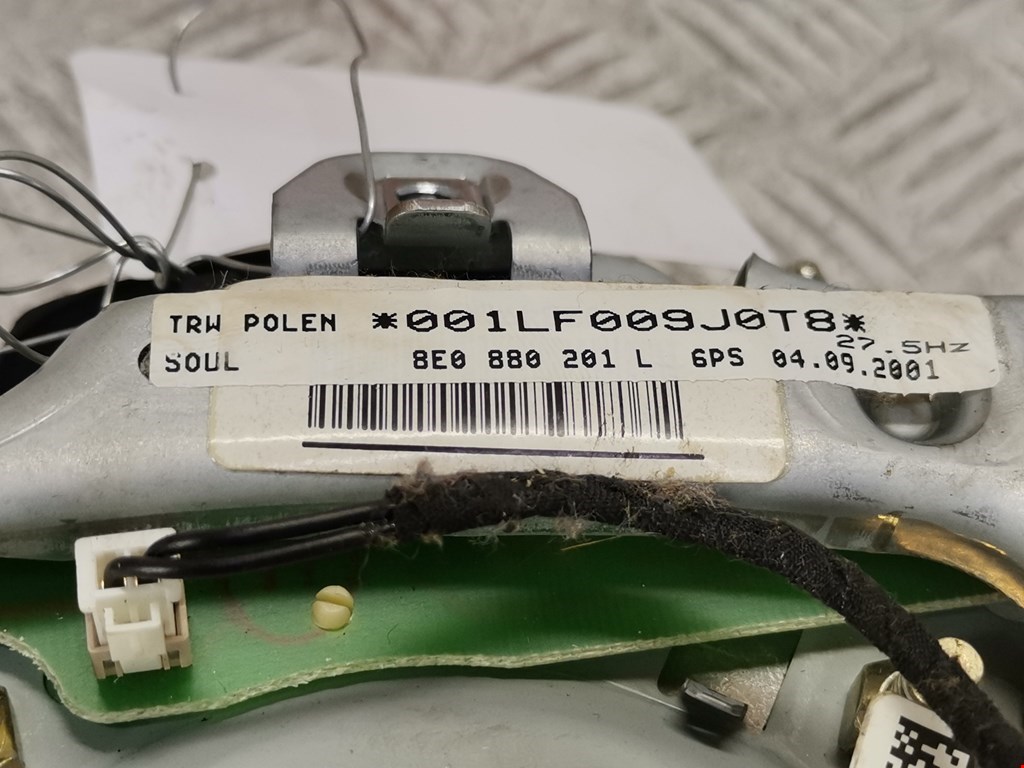 TRW POLEN *001LF009J0T8*
27.5Hz
SOUL 8E0 880 201 L 6PS 04.09.2001